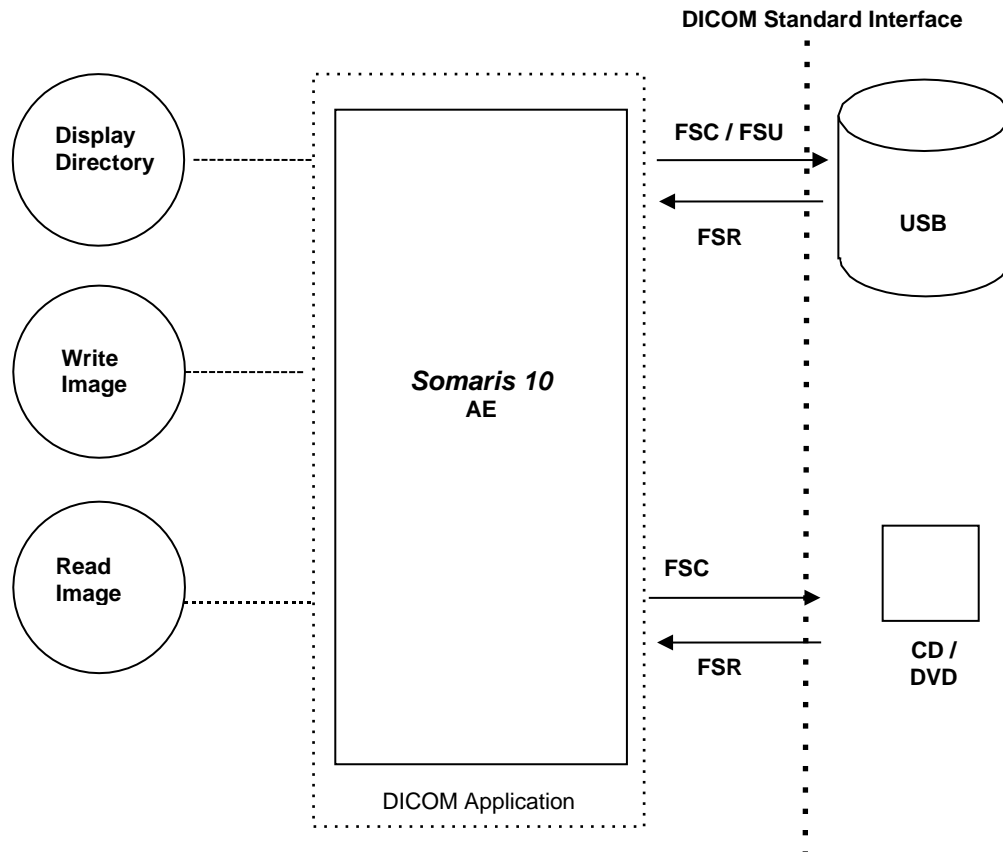 DICOM Standard Interface
Display
Directory
FSC / FSU
FSR
USB
Write
Image
Somaris 10
AE
Read
Image
FSC
FSR
CD /
DVD
DICOM Application